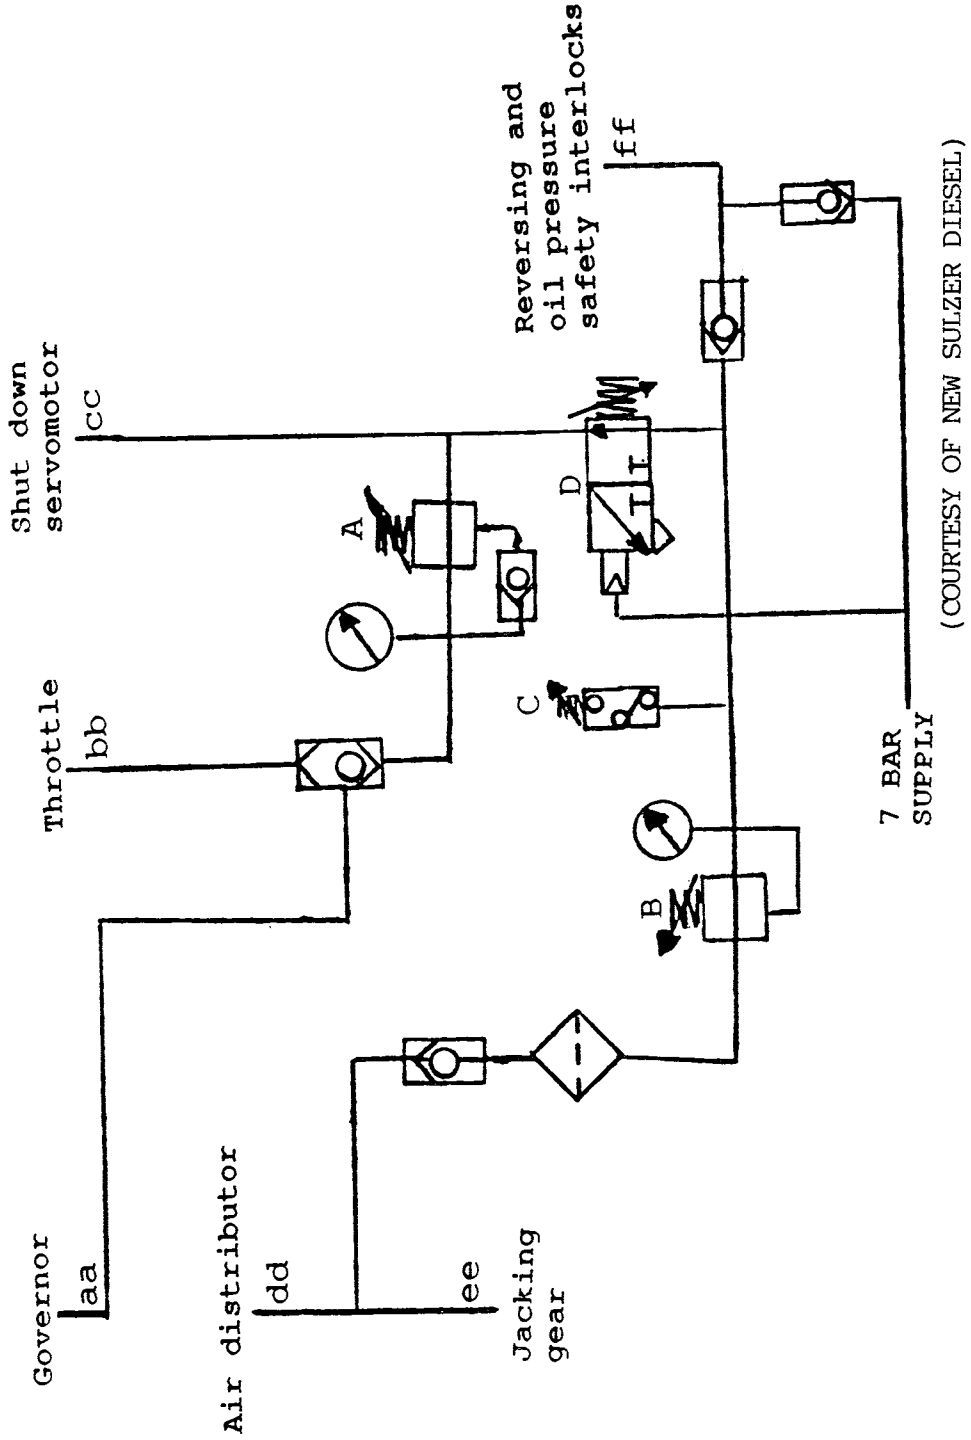 Governor
aa
Air distributor
dd
ee
Jacking
gear
Throttle
bb
Shut down
servomotor
cc
A
B
C
D
Reversing and
oil pressure
safety interlocks
ff
7 BAR
SUPPLY
(COURTESY OF NEW SULZER DIESEL)